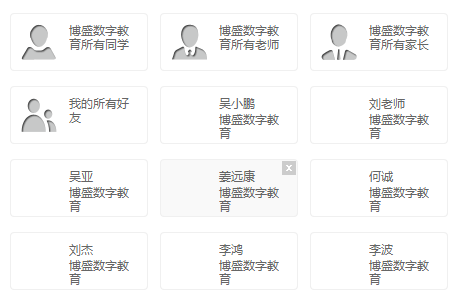 博盛数字教
育所有同学
博盛数字教
育所有老师
博盛数字教
育所有家长
我的所有好
友
吴小鹏
博盛数字教
育
刘老师
博盛数字教
育
吴亚
博盛数字教
育
姜远康
博盛数字教
育
x
何诚
博盛数字教
育
刘杰
博盛数字教
育
李鸿
博盛数字教
育
李波
博盛数字教
育